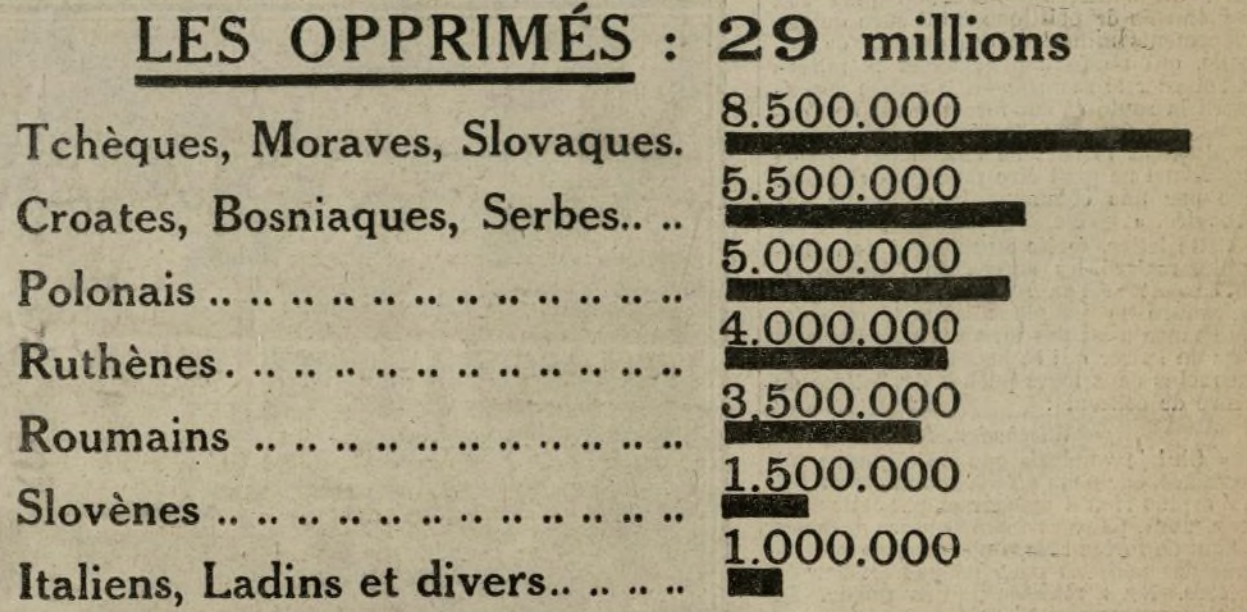 LES OPPRIMÉS : 29 millions
Tchèques, Moraves, Slovaques. 8.500.000
Croates, Bosniaques, Serbes.. .. 5.500.000
Polonais .. .. .. .. .. .. .. .. .. .. .. .. 5.000.000
Ruthènes. .. .. .. .. .. .. .. .. .. .. .. 4.000.000
Roumains .. .. .. .. .. .. .. .. .. .. .. 3.500.000
Slovènes .. .. .. .. .. .. .. .. .. .. .. .. 1.500.000
Italiens, Ladins et divers.. .. .. .. 1.000.000